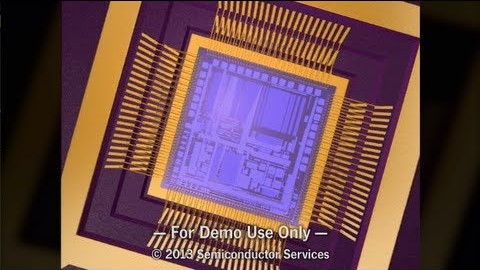 — For Demo Use Only —
© 2013 Semiconductor Services